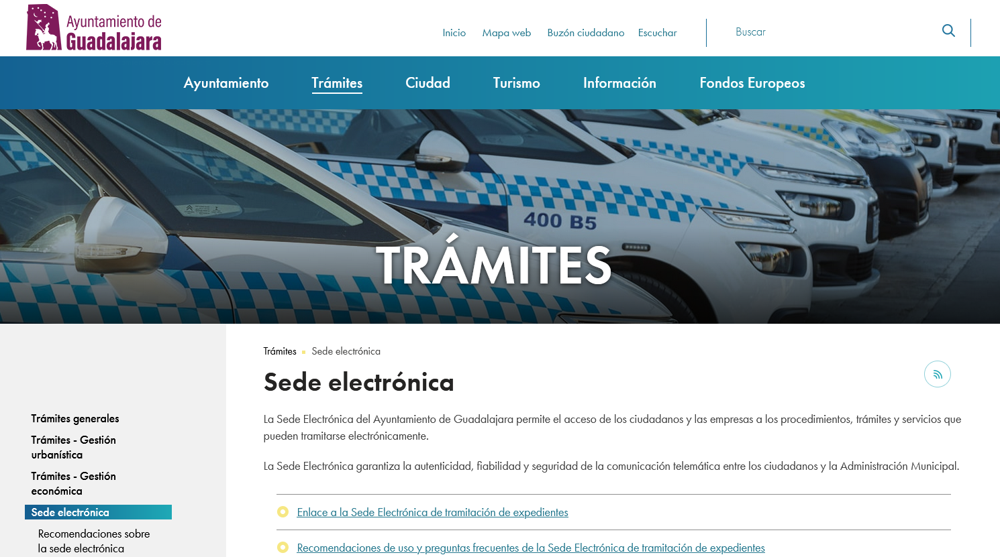 Ayuntamiento de
Guadalajara
Inicio
Mapa web
Buzón ciudadano
Escuchar
Buscar
Ayuntamiento
Trámites
Ciudad
Turismo
Información
Fondos Europeos
400 B5
TRÁMITES
Trámites generales
Trámites - Gestión
urbanística
Trámites - Gestión
económica
Sede electrónica
Recomendaciones sobre
la sede electrónica
Trámites
Sede electrónica
Sede electrónica
La Sede Electrónica del Ayuntamiento de Guadalajara permite el acceso de los ciudadanos y las empresas a los procedimientos, trámites y servicios que
pueden tramitarse electrónicamente.
La Sede Electrónica garantiza la autenticidad, fiabilidad y seguridad de la comunicación telemática entre los ciudadanos y la Administración Municipal.
Enlace a la Sede Electrónica de tramitación de expedientes
Recomendaciones de uso y preguntas frecuentes de la Sede Electrónica de tramitación de expedientes